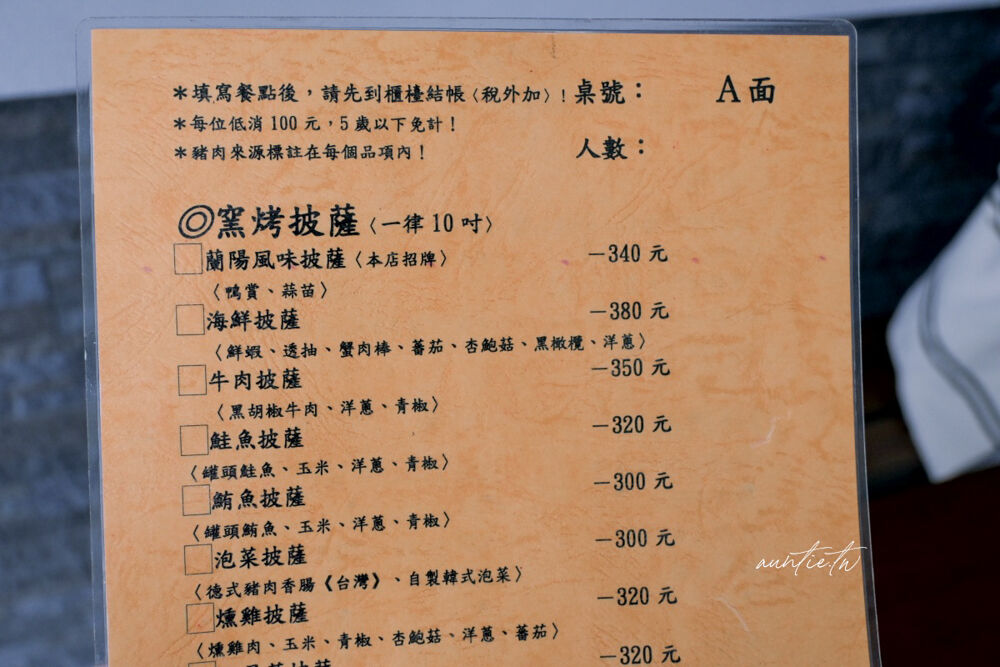 ＊填寫餐點後，請先到櫃檯結帳〈稅外加〉！桌號： A面
＊每位低消100元，5歲以下免計！
＊豬肉來源標註在每個品項內！ 人數：
◎窯烤披薩〈一律10吋〉
蘭陽風味披薩〈本店招牌〉 －340元
〈鴨賞、蒜苗〉
海鮮披薩 －380元
〈鮮蝦、透抽、蟹肉棒、蕃茄、杏鮑菇、黑橄欖、洋蔥〉
牛肉披薩 －350元
〈黑胡椒牛肉、洋蔥、青椒〉
鮭魚披薩 －320元
〈罐頭鮭魚、玉米、洋蔥、青椒〉
鮪魚披薩 －300元
〈罐頭鮪魚、玉米、洋蔥、青椒〉
泡菜披薩 －300元
〈德式豬肉香腸《台灣》、自製韓式泡菜〉
燻雞披薩 －320元
〈燻雞肉、玉米、青椒、杏鮑菇、洋蔥、蕃茄〉
披薩 －320元
auntie.tw